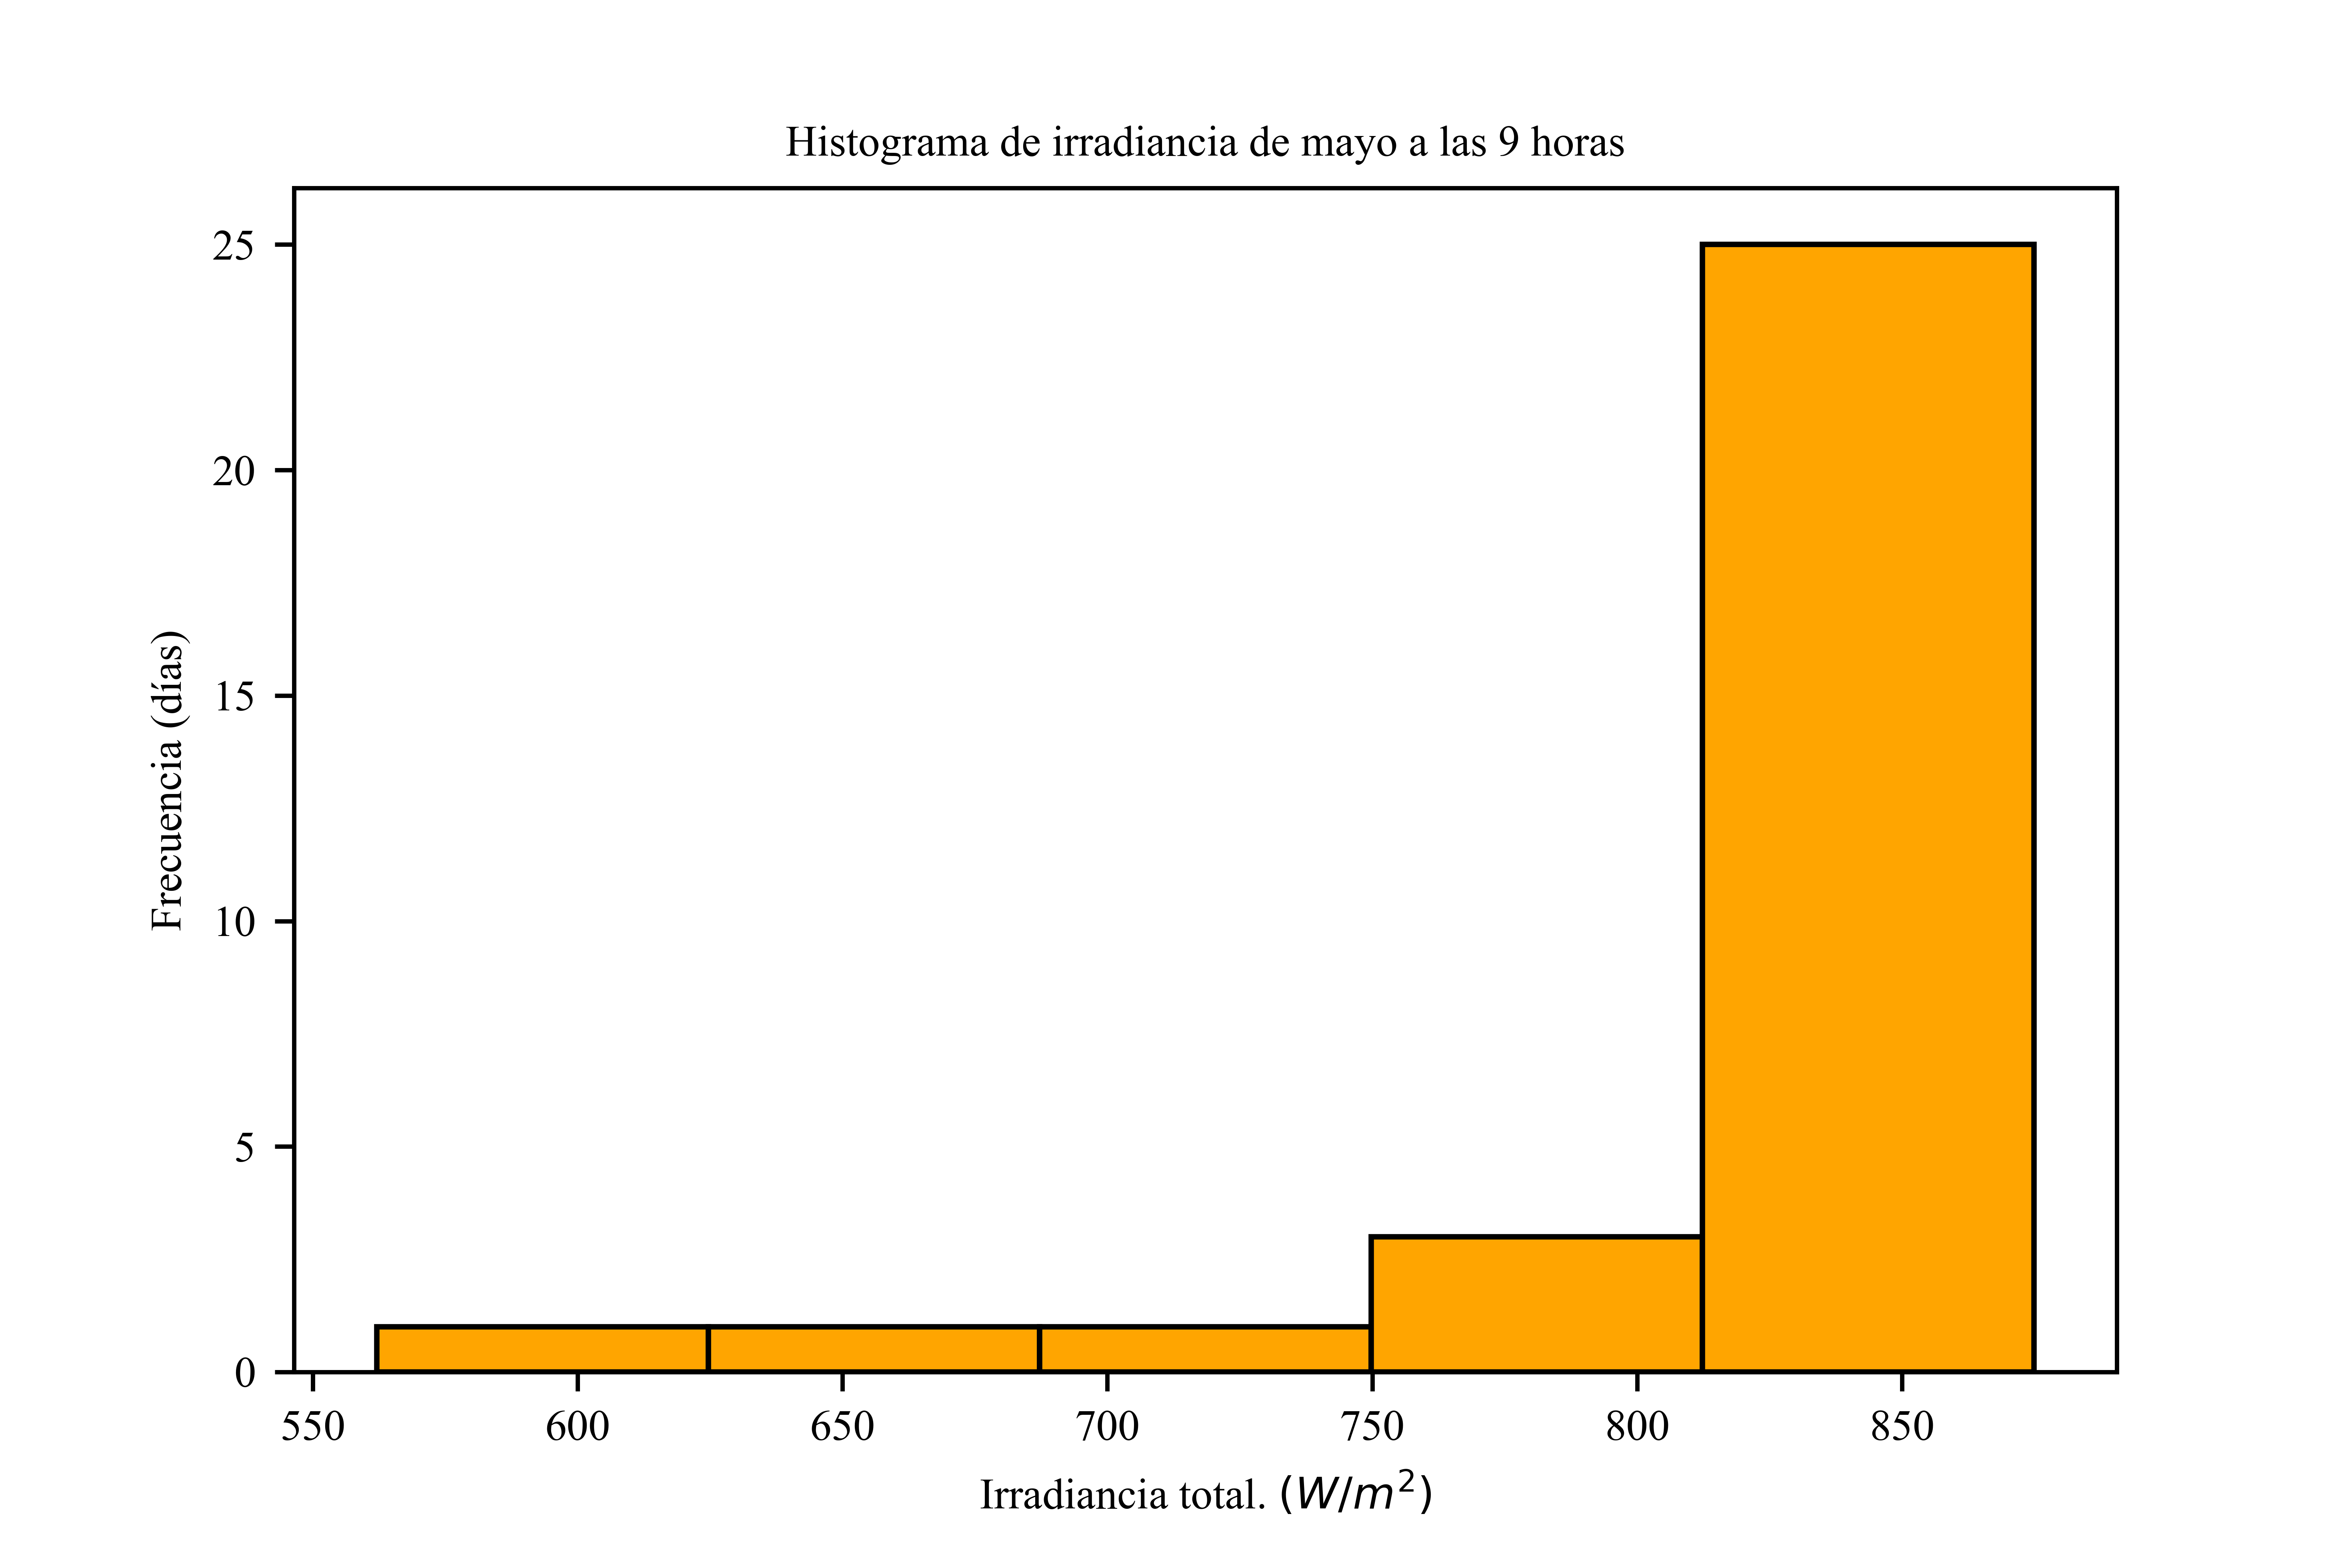 Histograma de irradiancia de mayo a las 9 horas
25
20
15
10
5
0
Frecuencia (días)
550 600 650 700 750 800 850
Irradiancia total. (W/m²)